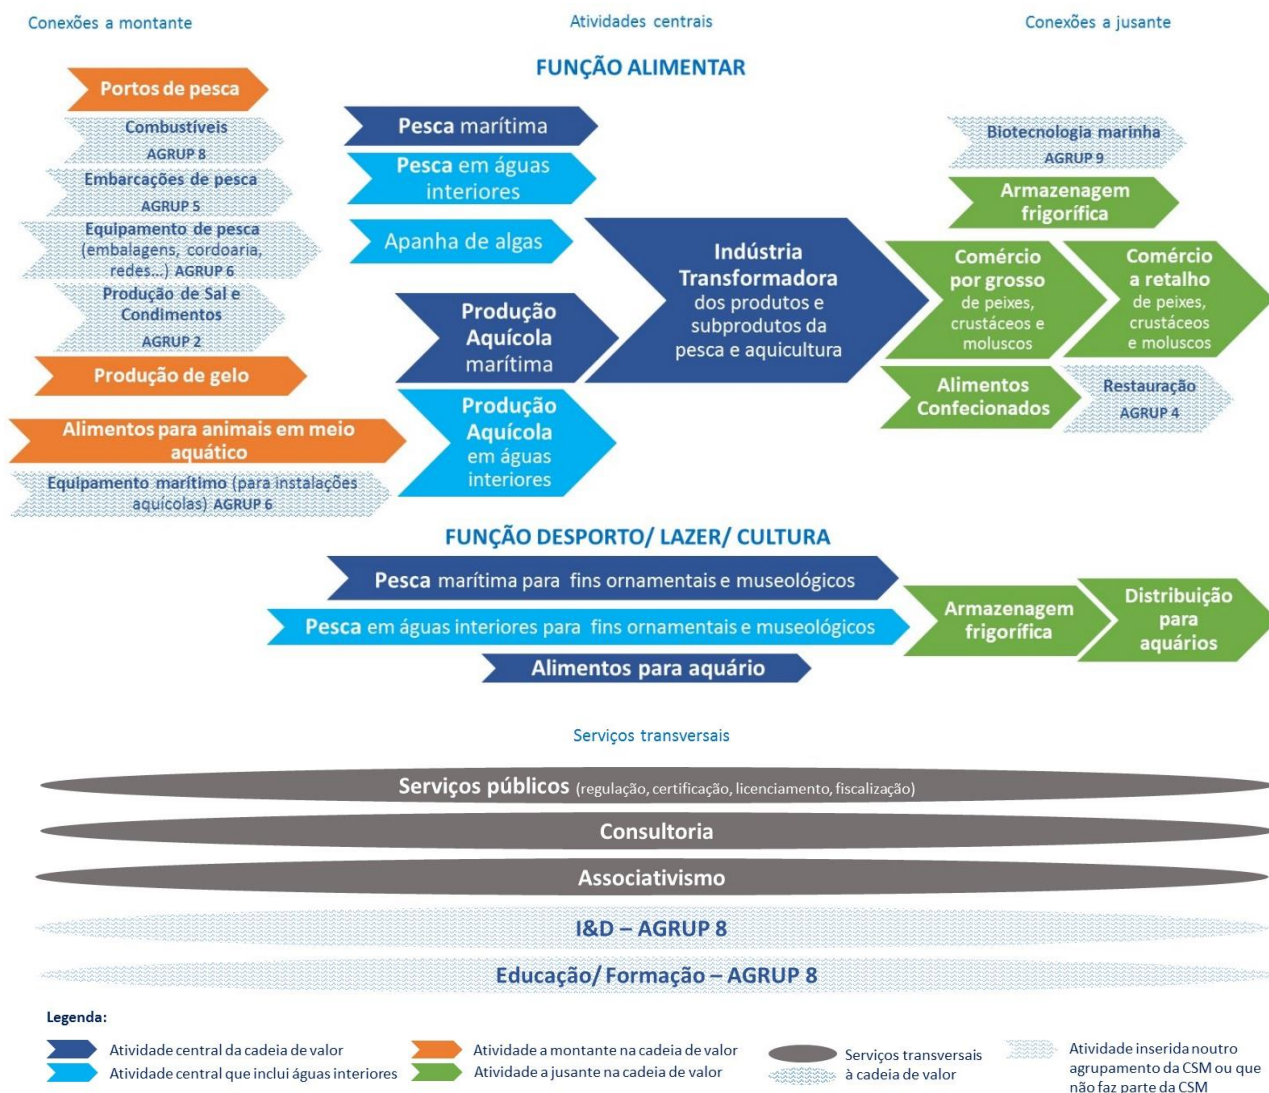 Conexões a montante
Atividades centrais
Conexões a jusante
FUNÇÃO ALIMENTAR
Portos de pesca
Combustíveis
AGRUP 8
Embarcações de pesca
AGRUP 5
Equipamento de pesca
(embalagens, cordoaria,
redes...) AGRUP 6
Produção de Sal e
Condimentos
AGRUP 2
Produção de gelo
Alimentos para animais em meio
aquático
Equipamento marítimo (para instalações
aquícolas) AGRUP 6
Pesca marítima
Pesca em águas
interiores
Apanha de algas
Produção
Aquícola
marítima
Produção
Aquícola
em águas
interiores
Indústria
Transformadora
dos produtos e
subprodutos da
pesca e aquicultura
Biotecnologia marinha
AGRUP 9
Armazenagem
frigorífica
Comércio
por grosso
de peixes,
crustáceos e
moluscos
Comércio
a retalho
de peixes,
crustáceos
e moluscos
Alimentos
Confecionados
Restauração
AGRUP 4
FUNÇÃO DESPORTO/ LAZER/ CULTURA
Pesca marítima para fins ornamentais e museológicos
Pesca em águas interiores para fins ornamentais e museológicos
Alimentos para aquário
Armazenagem
frigorífica
Distribuição
para
aquários
Serviços transversais
Serviços públicos (regulação, certificação, licenciamento, fiscalização)
Consultoria
Associativismo
I&D – AGRUP 8
Educação/ Formação – AGRUP 8
Legenda:
Atividade central da cadeia de valor
Atividade central que inclui águas interiores
Atividade a montante na cadeia de valor
Atividade a jusante na cadeia de valor
Serviços transversais
à cadeia de valor
Atividade inserida noutro
agrupamento da CSM ou que
não faz parte da CSM